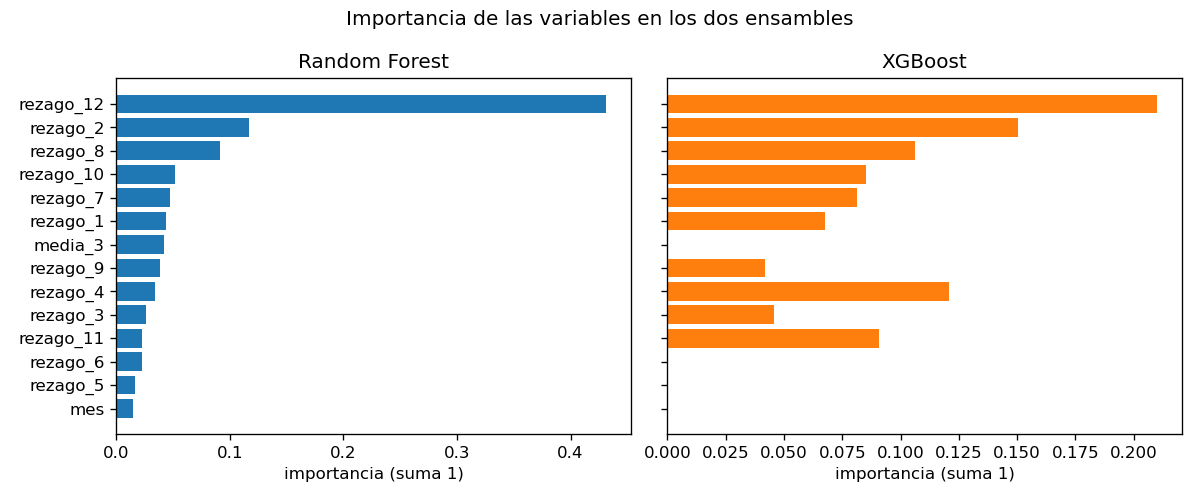 Importancia de las variables en los dos ensambles
Random Forest
rezago_12
rezago_2
rezago_8
rezago_10
rezago_7
rezago_1
media_3
rezago_9
rezago_4
rezago_3
rezago_11
rezago_6
rezago_5
mes
0.0 0.1 0.2 0.3 0.4
importancia (suma 1)
XGBoost
0.000 0.025 0.050 0.075 0.100 0.125 0.150 0.175 0.200
importancia (suma 1)